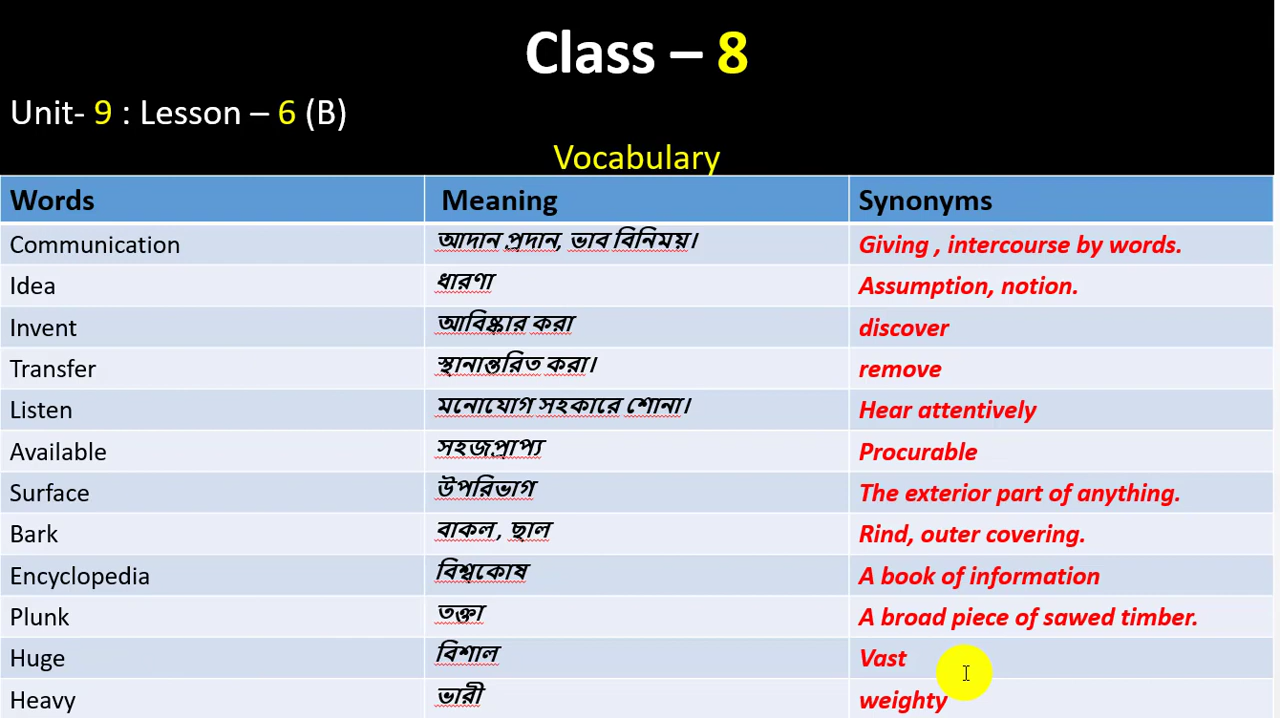 Class – 8
Unit- 9 : Lesson – 6 (B)
Vocabulary
Words Meaning Synonyms
Communication আদান প্রদান, ভাব বিনিময়। Giving , intercourse by words.
Idea ধারণা Assumption, notion.
Invent আবিষ্কার করা discover
Transfer স্থানান্তরিত করা। remove
Listen মনোযোগ সহকারে শোনা। Hear attentively
Available সহজপ্রাপ্য Procurable
Surface উপরিভাগ The exterior part of anything.
Bark বাকল , ছাল Rind, outer covering.
Encyclopedia বিশ্বকোষ A book of information
Plunk তক্তা A broad piece of sawed timber.
Huge বিশাল Vast
Heavy ভারী weighty